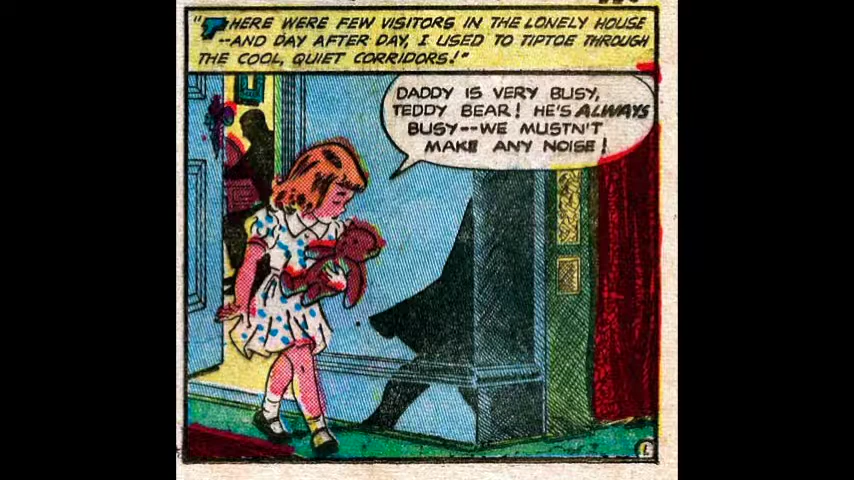 "THERE WERE FEW VISITORS IN THE LONELY HOUSE
--AND DAY AFTER DAY, I USED TO TIPTOE THROUGH
THE COOL, QUIET CORRIDORS!"
DADDY IS VERY BUSY,
TEDDY BEAR! HE'S ALWAYS
BUSY--WE MUSTN'T
MAKE ANY NOISE!